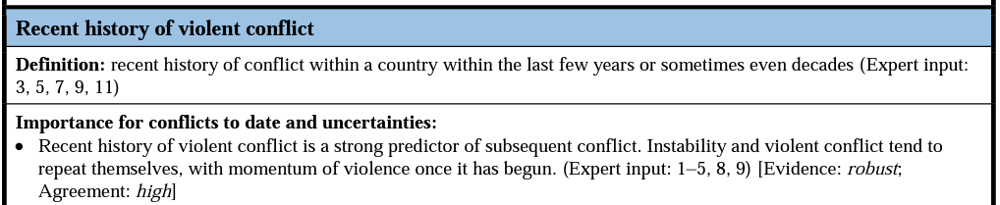 Recent history of violent conflict
Definition: recent history of conflict within a country within the last few years or sometimes even decades (Expert input:
3, 5, 7, 9, 11)
Importance for conflicts to date and uncertainties:
• Recent history of violent conflict is a strong predictor of subsequent conflict. Instability and violent conflict tend to
repeat themselves, with momentum of violence once it has begun. (Expert input: 1–5, 8, 9) [Evidence: robust;
Agreement: high]